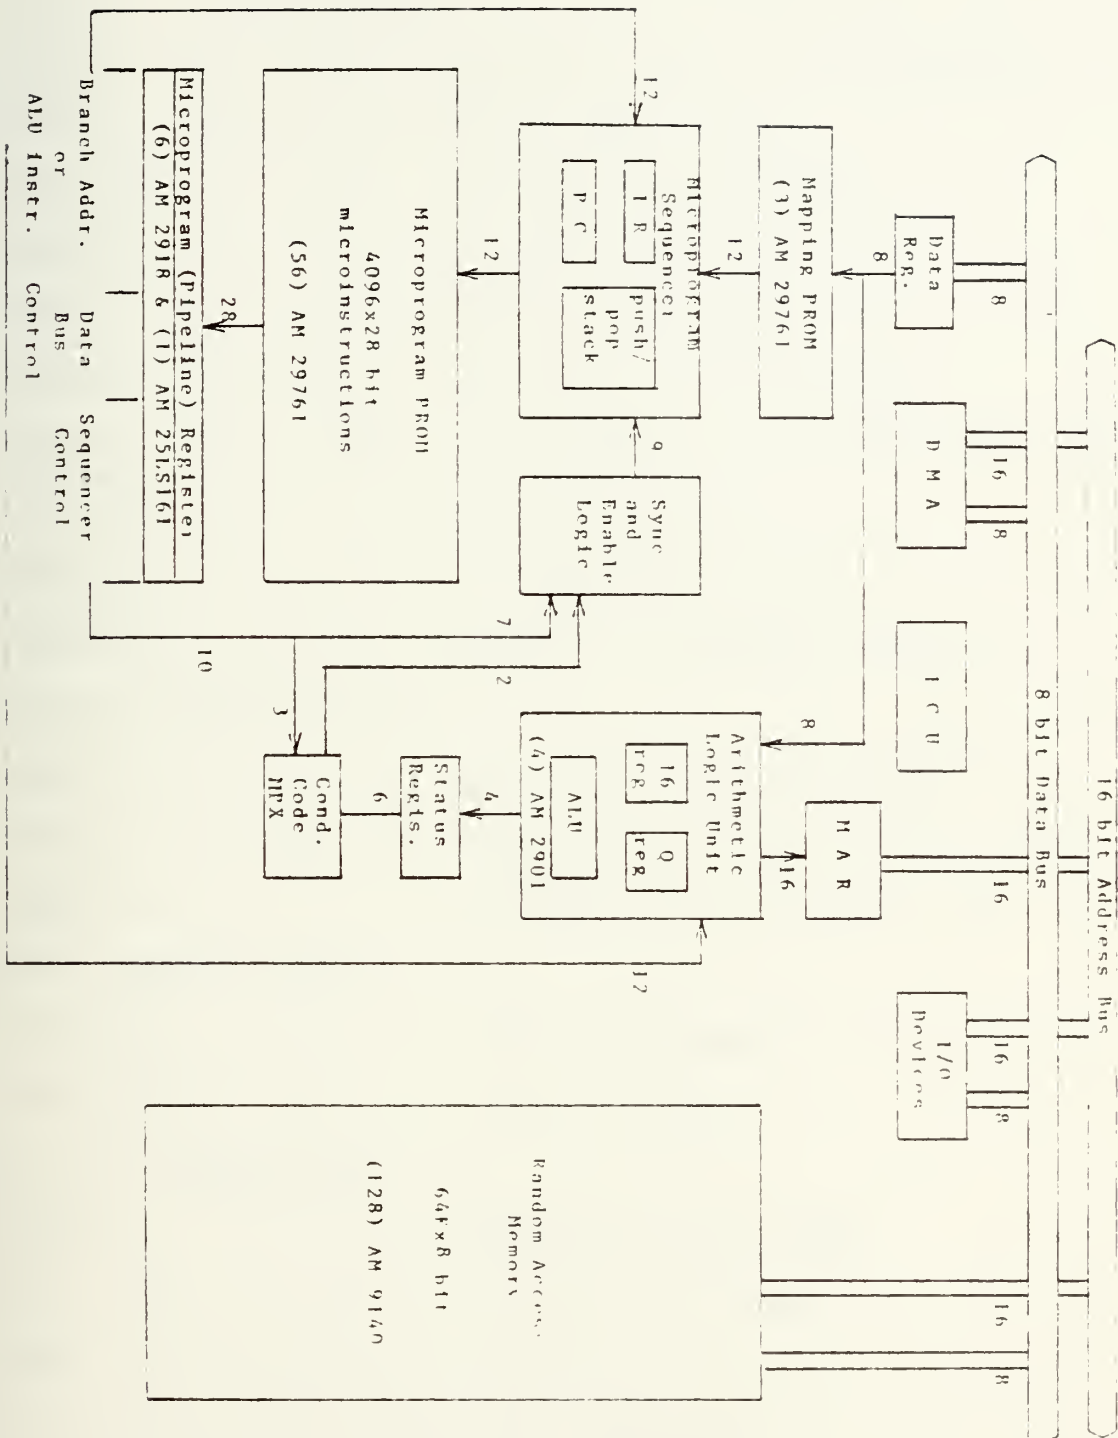 16 bit Address Bus
8 bit Data Bus
8
16
8
16
16
8
16
8
Data
Reg.
D M A
I C U
M A R
I/O
Devices
8
8
16
Mapping PROM
(3) AM 29761
12
Arithmetic
Logic Unit
16
reg
Q
reg
ALU
(4) AM 2901
12
Random Access
Memory
64Kx8 bit
(128) AM 9140
12
Microprogram
Sequencer
I R
P C
push/
pop
stack
9
Sync
and
Enable
Logic
12
4
Status
Regis.
6
Microprogram PROM
4096x28 bit
microinstructions
(56) AM 29761
7
2
3
Cond.
Code
MPX
28
10
Microprogram (Pipeline) Register
(6) AM 2918 & (1) AM 25LS161
Branch Addr.
or
ALU Instr. Control
Data
Bus
Sequencer
Control